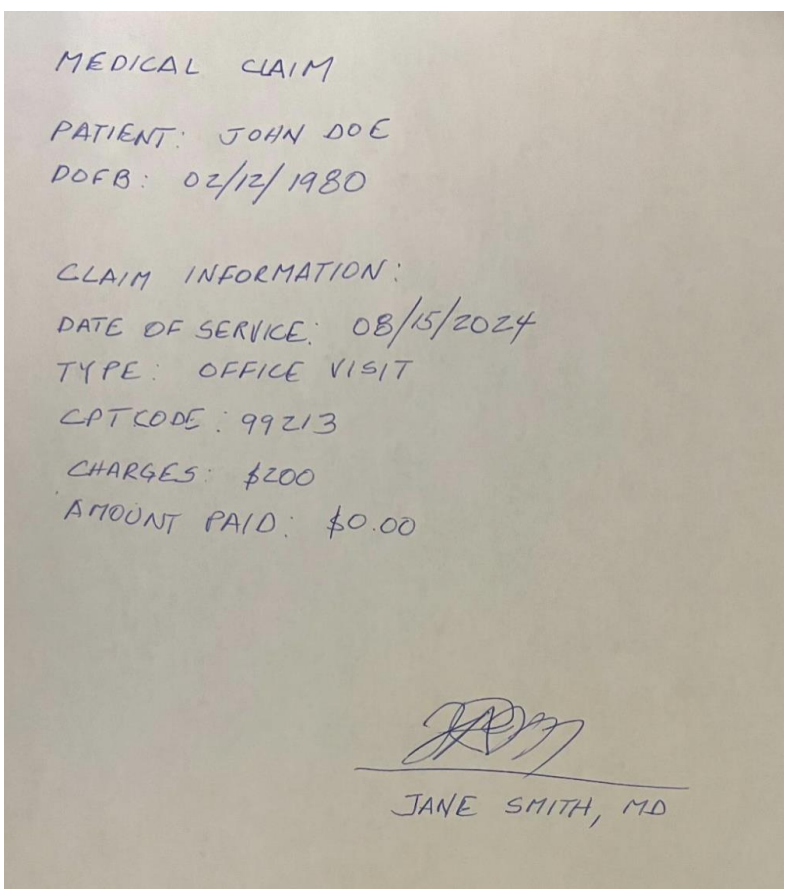 MEDICAL CLAIM
PATIENT: JOHN DOE
DOFB: 02/12/1980
CLAIM INFORMATION:
DATE OF SERVICE: 08/15/2024
TYPE: OFFICE VISIT
CPT CODE: 99213
CHARGES: $200
AMOUNT PAID: $0.00
JANE SMITH, MD